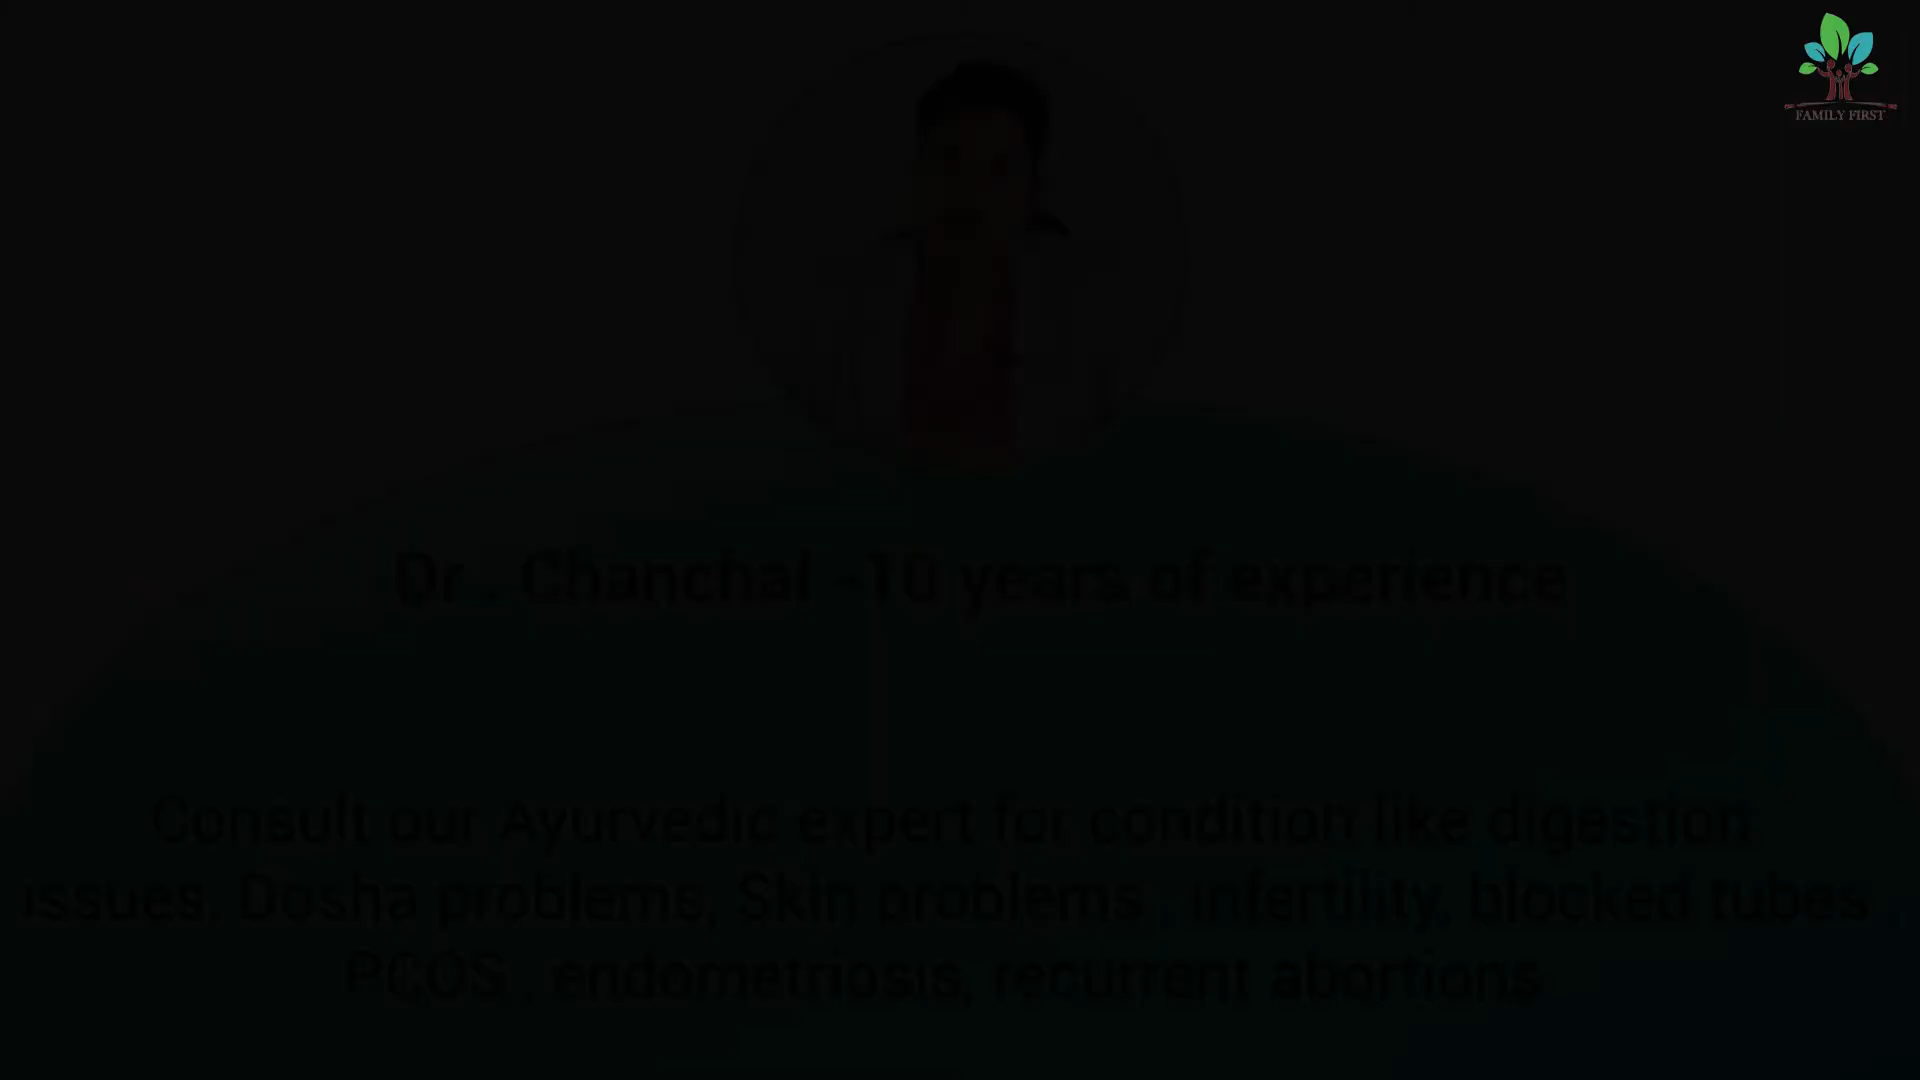 FAMILY FIRST
Dr . Chanchal -10 years of experience
Consult our Ayurvedic expert for condition like digestion
issues, Dosha problems, Skin problems , infertility, blocked tubes ,
PCOS , endometriosis, recurrent abortions